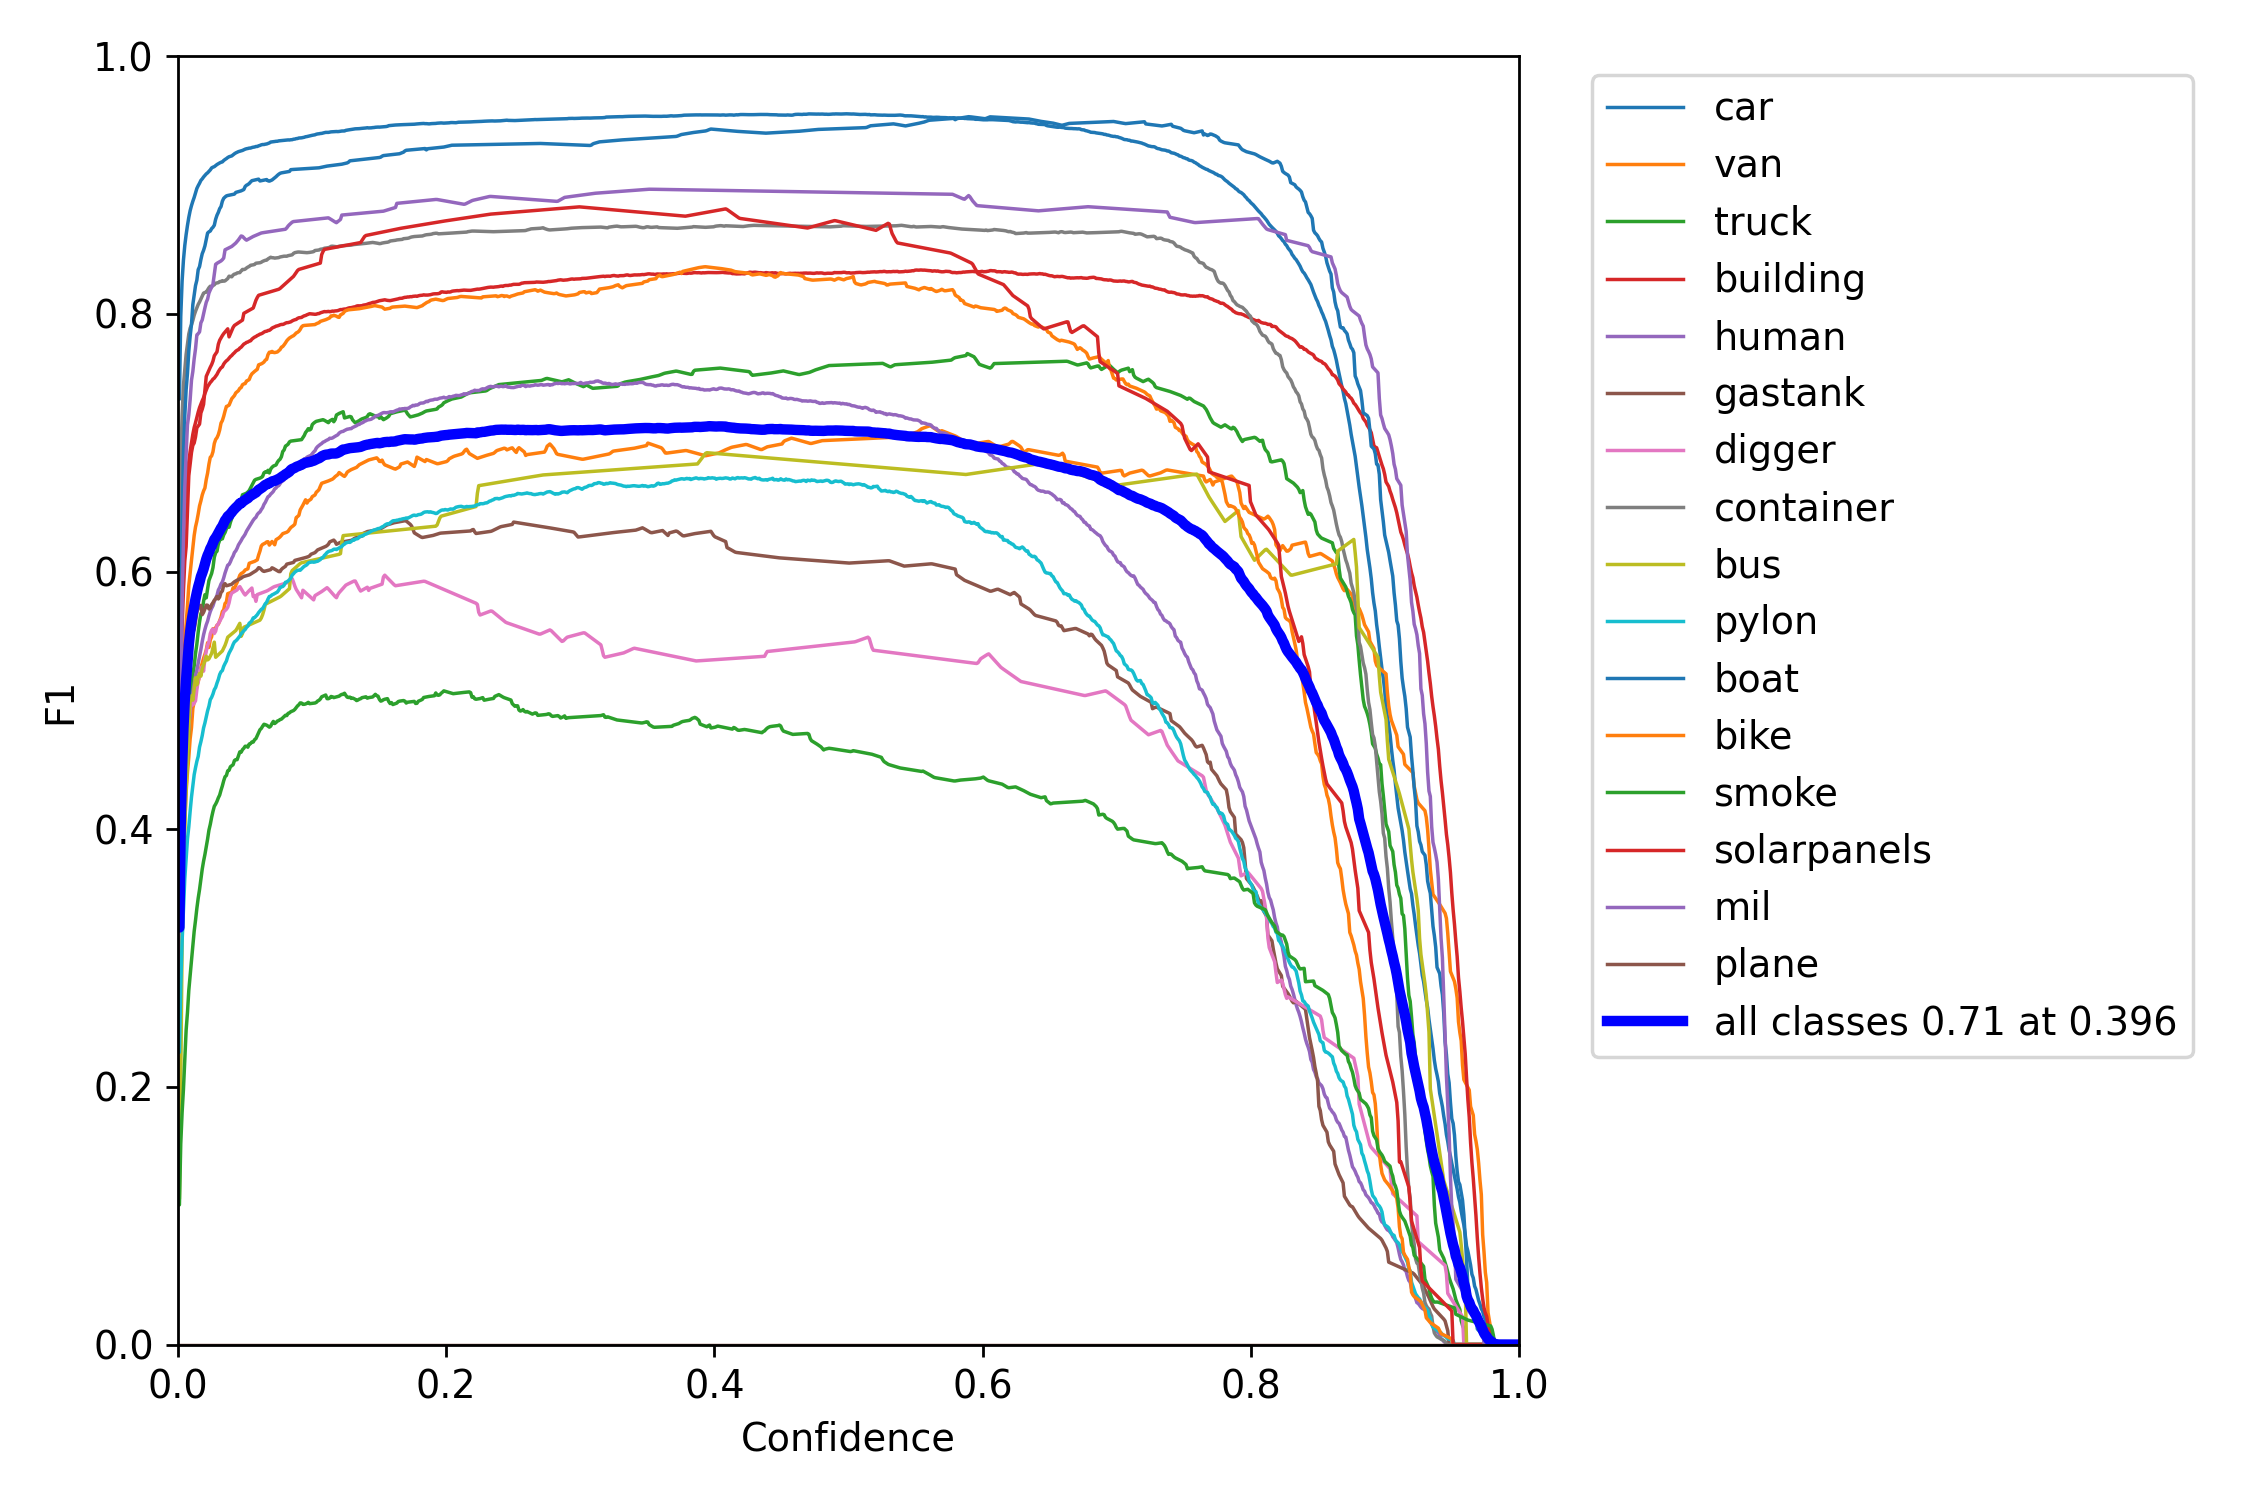 1.0
0.8
0.6
0.4
0.2
0.0
F1
0.0 0.2 0.4 0.6 0.8 1.0
Confidence
car
van
truck
building
human
gastank
digger
container
bus
pylon
boat
bike
smoke
solarpanels
mil
plane
all classes 0.71 at 0.396